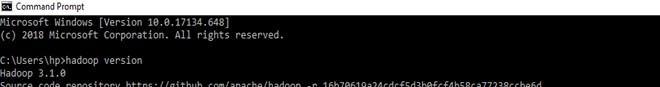 Command Prompt
Microsoft Windows [Version 10.0.17134.648]
(c) 2018 Microsoft Corporation. All rights reserved.
C:\Users\hp>hadoop version
Hadoop 3.1.0
Source code repository https://github.com/apache/hadoop -r 16b70619a24cdcf5d3b0fcf4b58ca77238ccbe6d